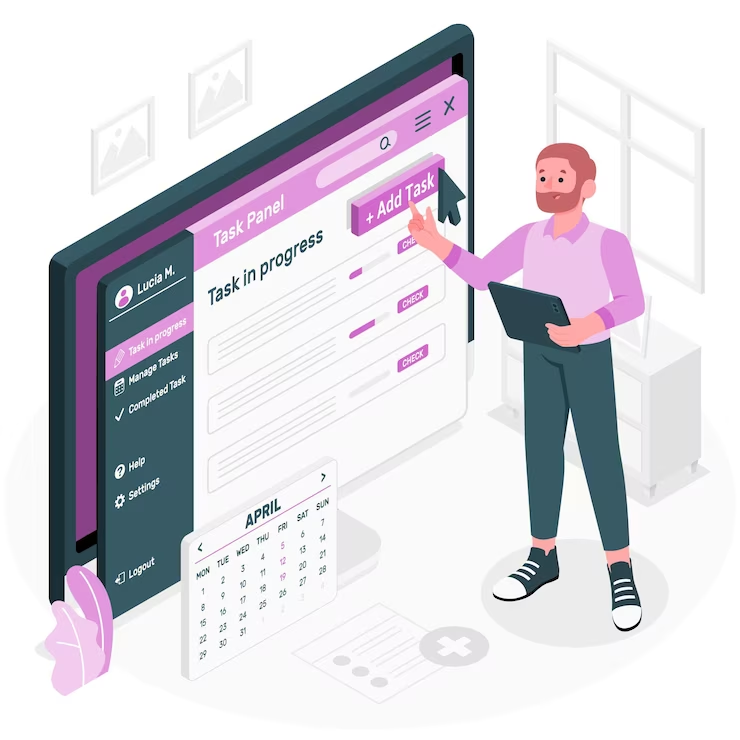 Task Panel
+ Add Task
Lucia M.
Task in progress
Manage Tasks
Completed Task
Help
Settings
Logout
Task in progress
CHE
CHECK
CHECK
APRIL
MON TUE WED THU FRI SAT SUN
1 2 3 4 5 6 7
8 9 10 11 12 13 14
15 16 17 18 19 20 21
22 23 24 25 26 27 28
29 30 31